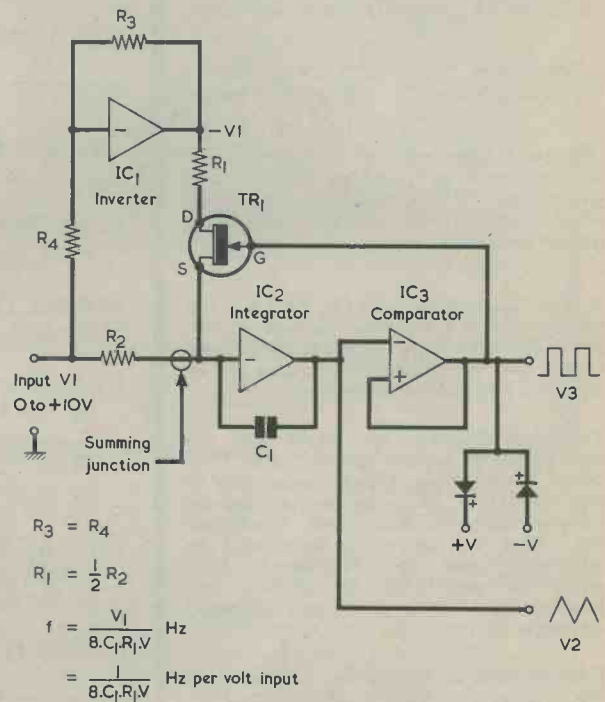 R3
−
−V1
IC1
Inverter
R1
R4
D
TR1
S
G
R2
IC2
Integrator
IC3
Comparator
−
−
+
Input V1
0 to +10V
V3
Summing
junction
C1
+
+
+V
−V
R3 = R4
R1 = 1/2 R2
f = V1 / 8.C1.R1.V Hz
= 1 / 8.C1.R1.V Hz per volt input
V2